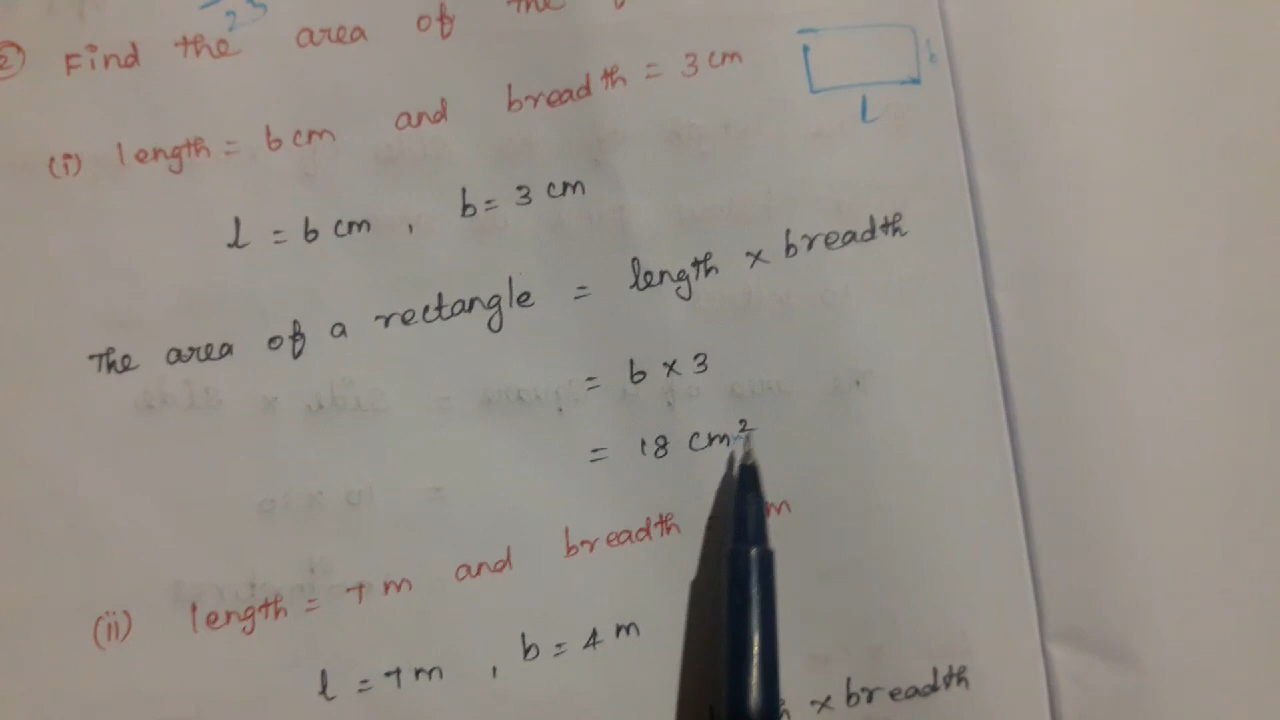 ② Find the area of the
(i) length = 6 cm and breadth = 3 cm
L
l = 6 cm , b = 3 cm
The area of a rectangle = length × breadth
= 6 × 3
= 18 cm²
(ii) length = 7 m and breadth m
l = 7 m , b = 4 m
× breadth